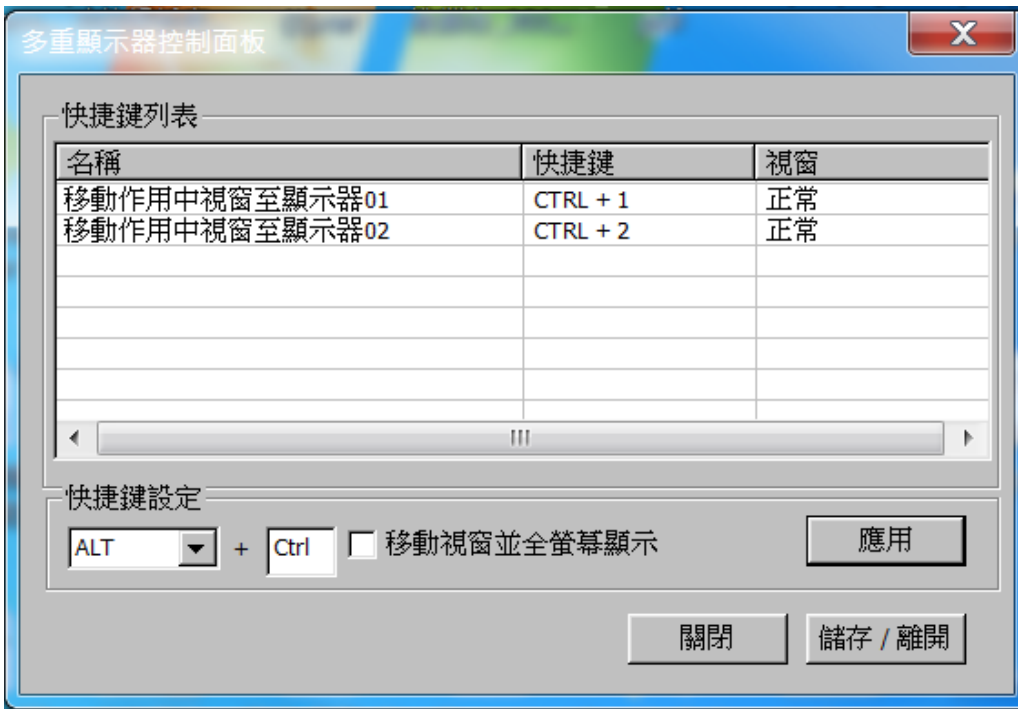 多重顯示器控制面板
快捷鍵列表
名稱 快捷鍵 視窗
移動作用中視窗至顯示器01 CTRL + 1 正常
移動作用中視窗至顯示器02 CTRL + 2 正常
快捷鍵設定
ALT + Ctrl 移動視窗並全螢幕顯示 應用
關閉 儲存 / 離開